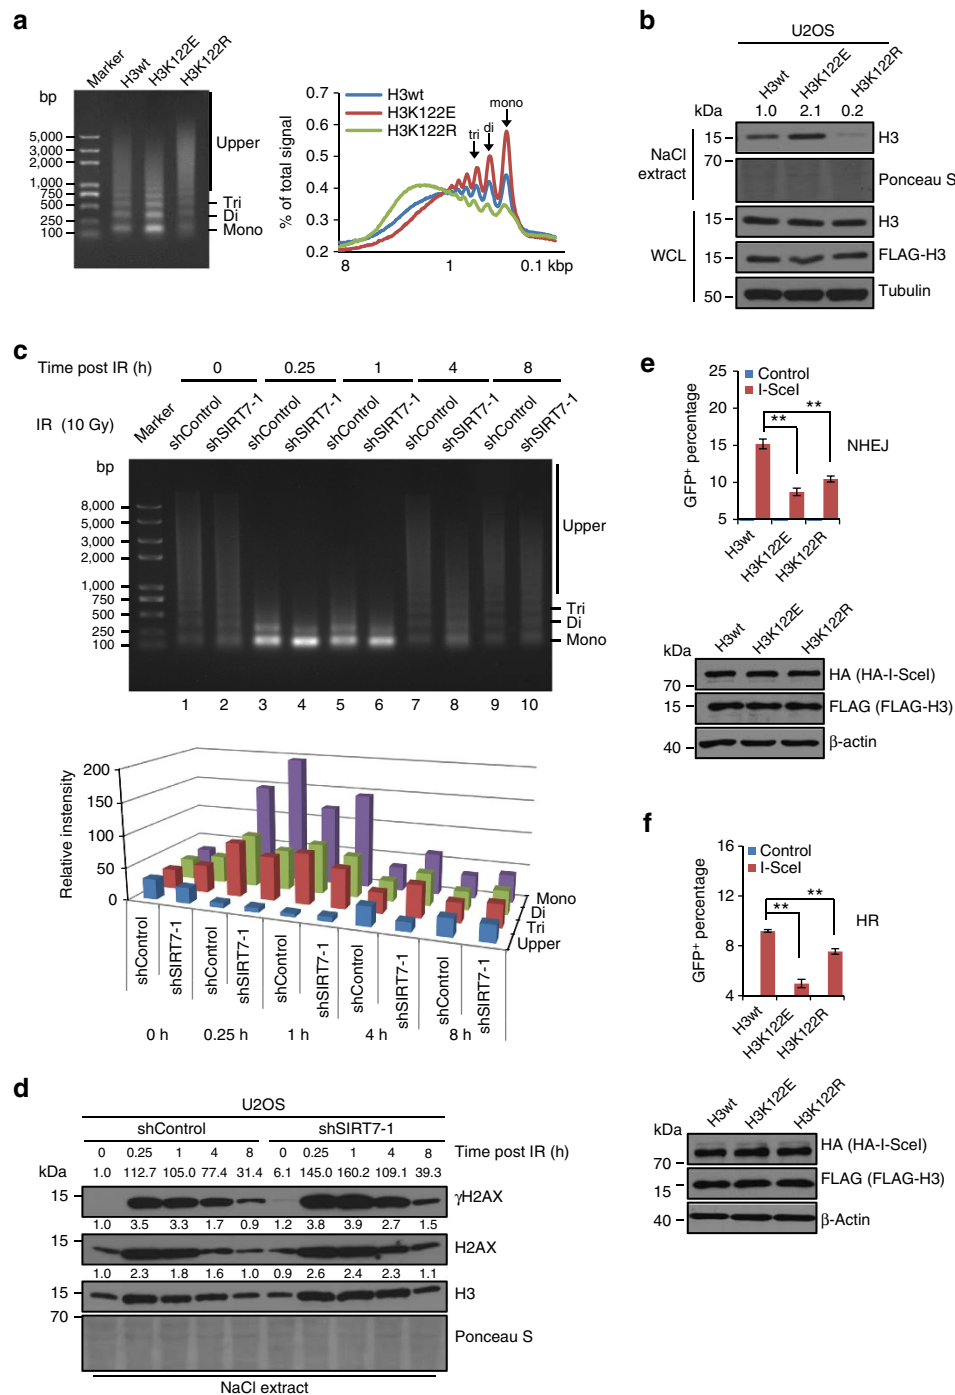 a
Marker
H3wt
H3K122E
H3K122R
bp
5,000
3,000
2,000
1,000
750
500
250
100
Upper
Tri
Di
Mono
% of total signal
0.7
0.6
0.5
0.4
0.3
0.2
H3wt
H3K122E
H3K122R
tri
di
mono
8
1
0.1 kbp
b
U2OS
H3wt
H3K122E
H3K122R
kDa
1.0 2.1 0.2
NaCl extract
15
H3
70
Ponceau S
WCL
15
H3
15
FLAG-H3
50
Tubulin
c
Time post IR (h)
0 0.25 1 4 8
IR (10 Gy)
Marker
shControl
shSIRT7-1
shControl
shSIRT7-1
shControl
shSIRT7-1
shControl
shSIRT7-1
shControl
shSIRT7-1
bp
8,000
5,000
3,000
2,000
1,000
750
500
250
100
Upper
Tri
Di
Mono
1 2 3 4 5 6 7 8 9 10
Relative instensity
200
150
100
50
0
Mono
Di
Tri
Upper
shControl
shSIRT7-1
shControl
shSIRT7-1
shControl
shSIRT7-1
shControl
shSIRT7-1
shControl
shSIRT7-1
0 h 0.25 h 1 h 4 h 8 h
d
U2OS
shControl shSIRT7-1
0 0.25 1 4 8 0 0.25 1 4 8 Time post IR (h)
kDa 1.0 112.7 105.0 77.4 31.4 6.1 145.0 160.2 109.1 39.3
15
γH2AX
1.0 3.5 3.3 1.7 0.9 1.2 3.8 3.9 2.7 1.5
15
H2AX
1.0 2.3 1.8 1.6 1.0 0.9 2.6 2.4 2.3 1.1
15
H3
70
Ponceau S
NaCl extract
e
GFP+ percentage
25
20
15
10
5
Control
I-SceI
**
**
NHEJ
H3wt
H3K122E
H3K122R
H3wt
H3K122E
H3K122R
kDa
70
HA (HA-I-SceI)
15
FLAG (FLAG-H3)
40
β-actin
f
GFP+ percentage
16
12
8
4
Control
I-SceI
**
**
HR
H3wt
H3K122E
H3K122R
H3wt
H3K122E
H3K122R
kDa
70
HA (HA-I-SceI)
15
FLAG (FLAG-H3)
40
β-Actin